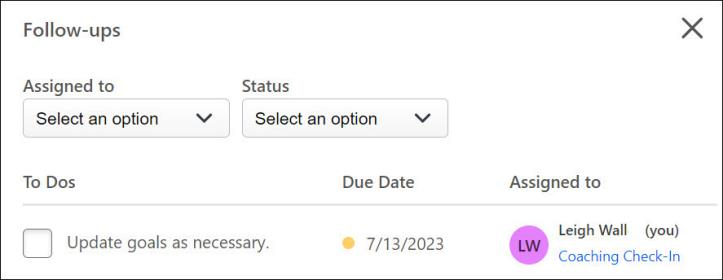 Follow-ups
Assigned to Status
Select an option Select an option
To Dos Due Date Assigned to
Update goals as necessary. 7/13/2023 LW Leigh Wall (you)
Coaching Check-In